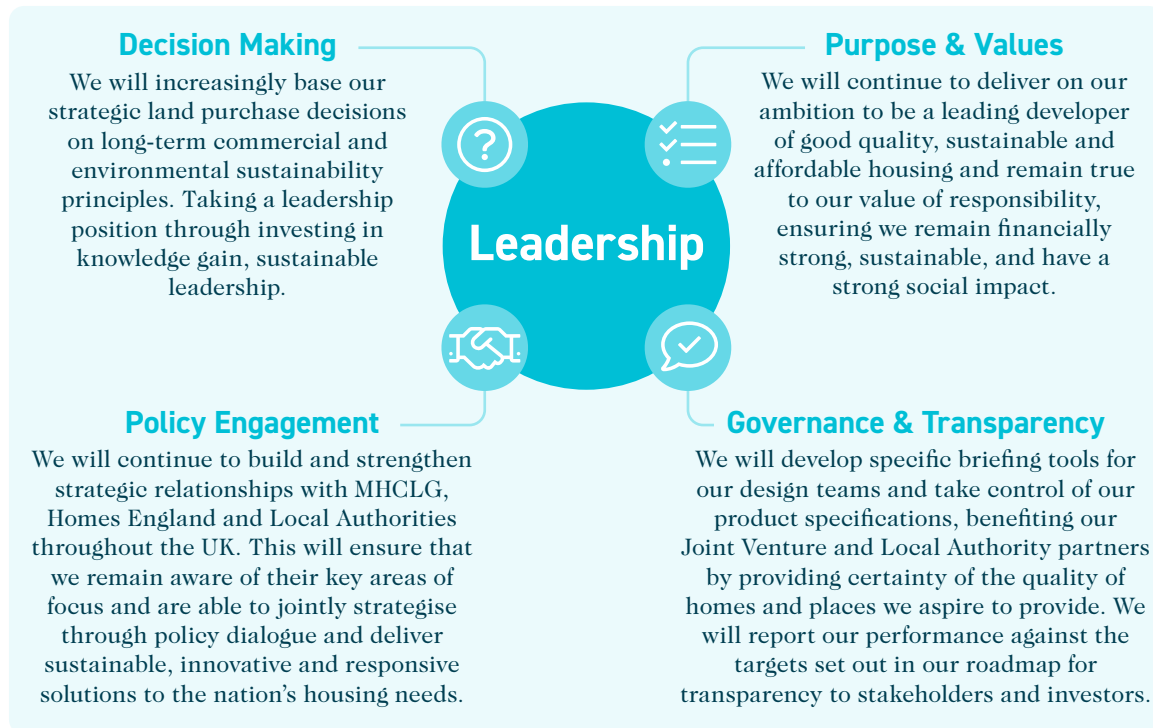 Decision Making
We will increasingly base our
strategic land purchase decisions
on long-term commercial and
environmental sustainability
principles. Taking a leadership
position through investing in
knowledge gain, sustainable
leadership.
Purpose & Values
We will continue to deliver on our
ambition to be a leading developer
of good quality, sustainable and
affordable housing and remain true
to our value of responsibility,
ensuring we remain financially
strong, sustainable, and have a
strong social impact.
?
Leadership
Policy Engagement
We will continue to build and strengthen
strategic relationships with MHCLG,
Homes England and Local Authorities
throughout the UK. This will ensure that
we remain aware of their key areas of
focus and are able to jointly strategise
through policy dialogue and deliver
sustainable, innovative and responsive
solutions to the nation’s housing needs.
Governance & Transparency
We will develop specific briefing tools for
our design teams and take control of our
product specifications, benefiting our
Joint Venture and Local Authority partners
by providing certainty of the quality of
homes and places we aspire to provide. We
will report our performance against the
targets set out in our roadmap for
transparency to stakeholders and investors.